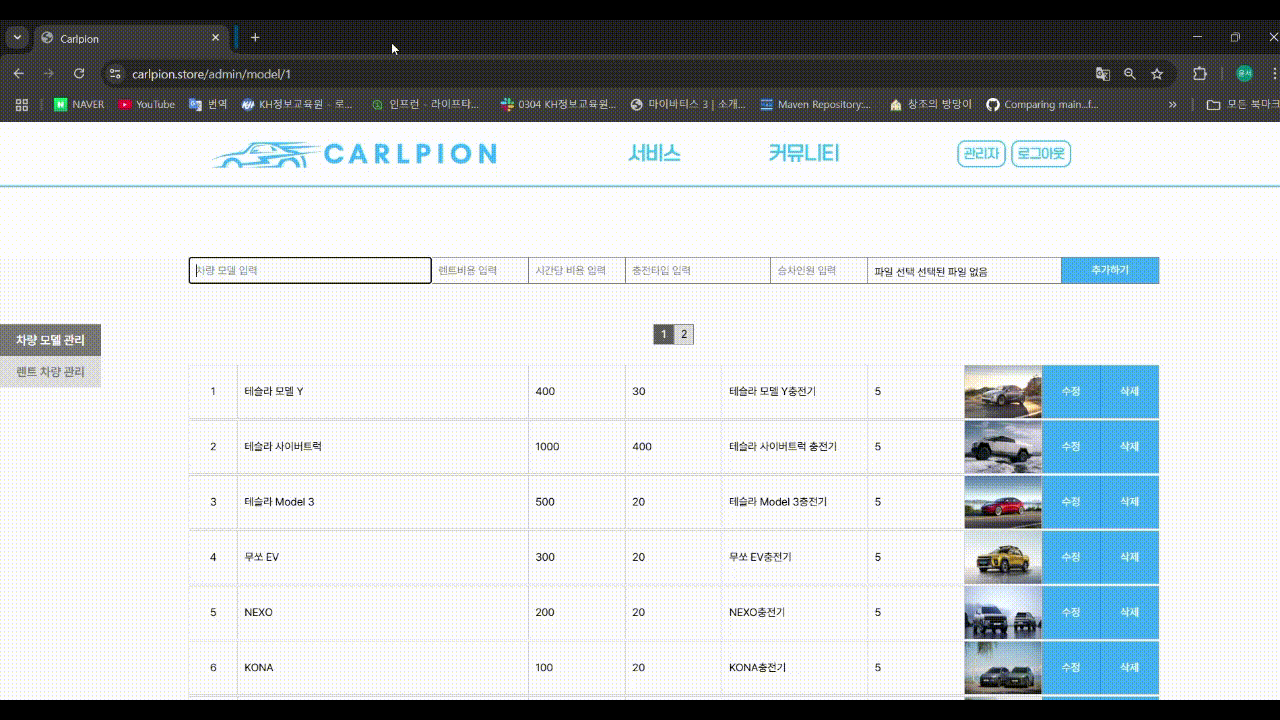 Carlpion
carlpion.store/admin/model/1
NAVER YouTube 번역 KH정보교육원 - 로... 인프런 - 라이프타... 0304 KH정보교육원... 마이바티스 3 | 소개... Maven Repository:... 상조의 방망이 Comparing main...f... » 모든 북마크
CARLPION 서비스 커뮤니티 관리자 로그아웃
차량 모델 입력 렌트비용 입력 시간당 비용 입력 충전타입 입력 승차인원 입력 파일 선택 선택된 파일 없음 추가하기
1 2
차량 모델 관리
렌트 차량 관리
1 테슬라 모델 Y 400 30 테슬라 모델 Y충전기 5 수정 삭제
2 테슬라 사이버트럭 1000 400 테슬라 사이버트럭 충전기 5 수정 삭제
3 테슬라 Model 3 500 20 테슬라 Model 3충전기 5 수정 삭제
4 무쏘 EV 300 20 무쏘 EV충전기 5 수정 삭제
5 NEXO 200 20 NEXO충전기 5 수정 삭제
6 KONA 100 20 KONA충전기 5 수정 삭제